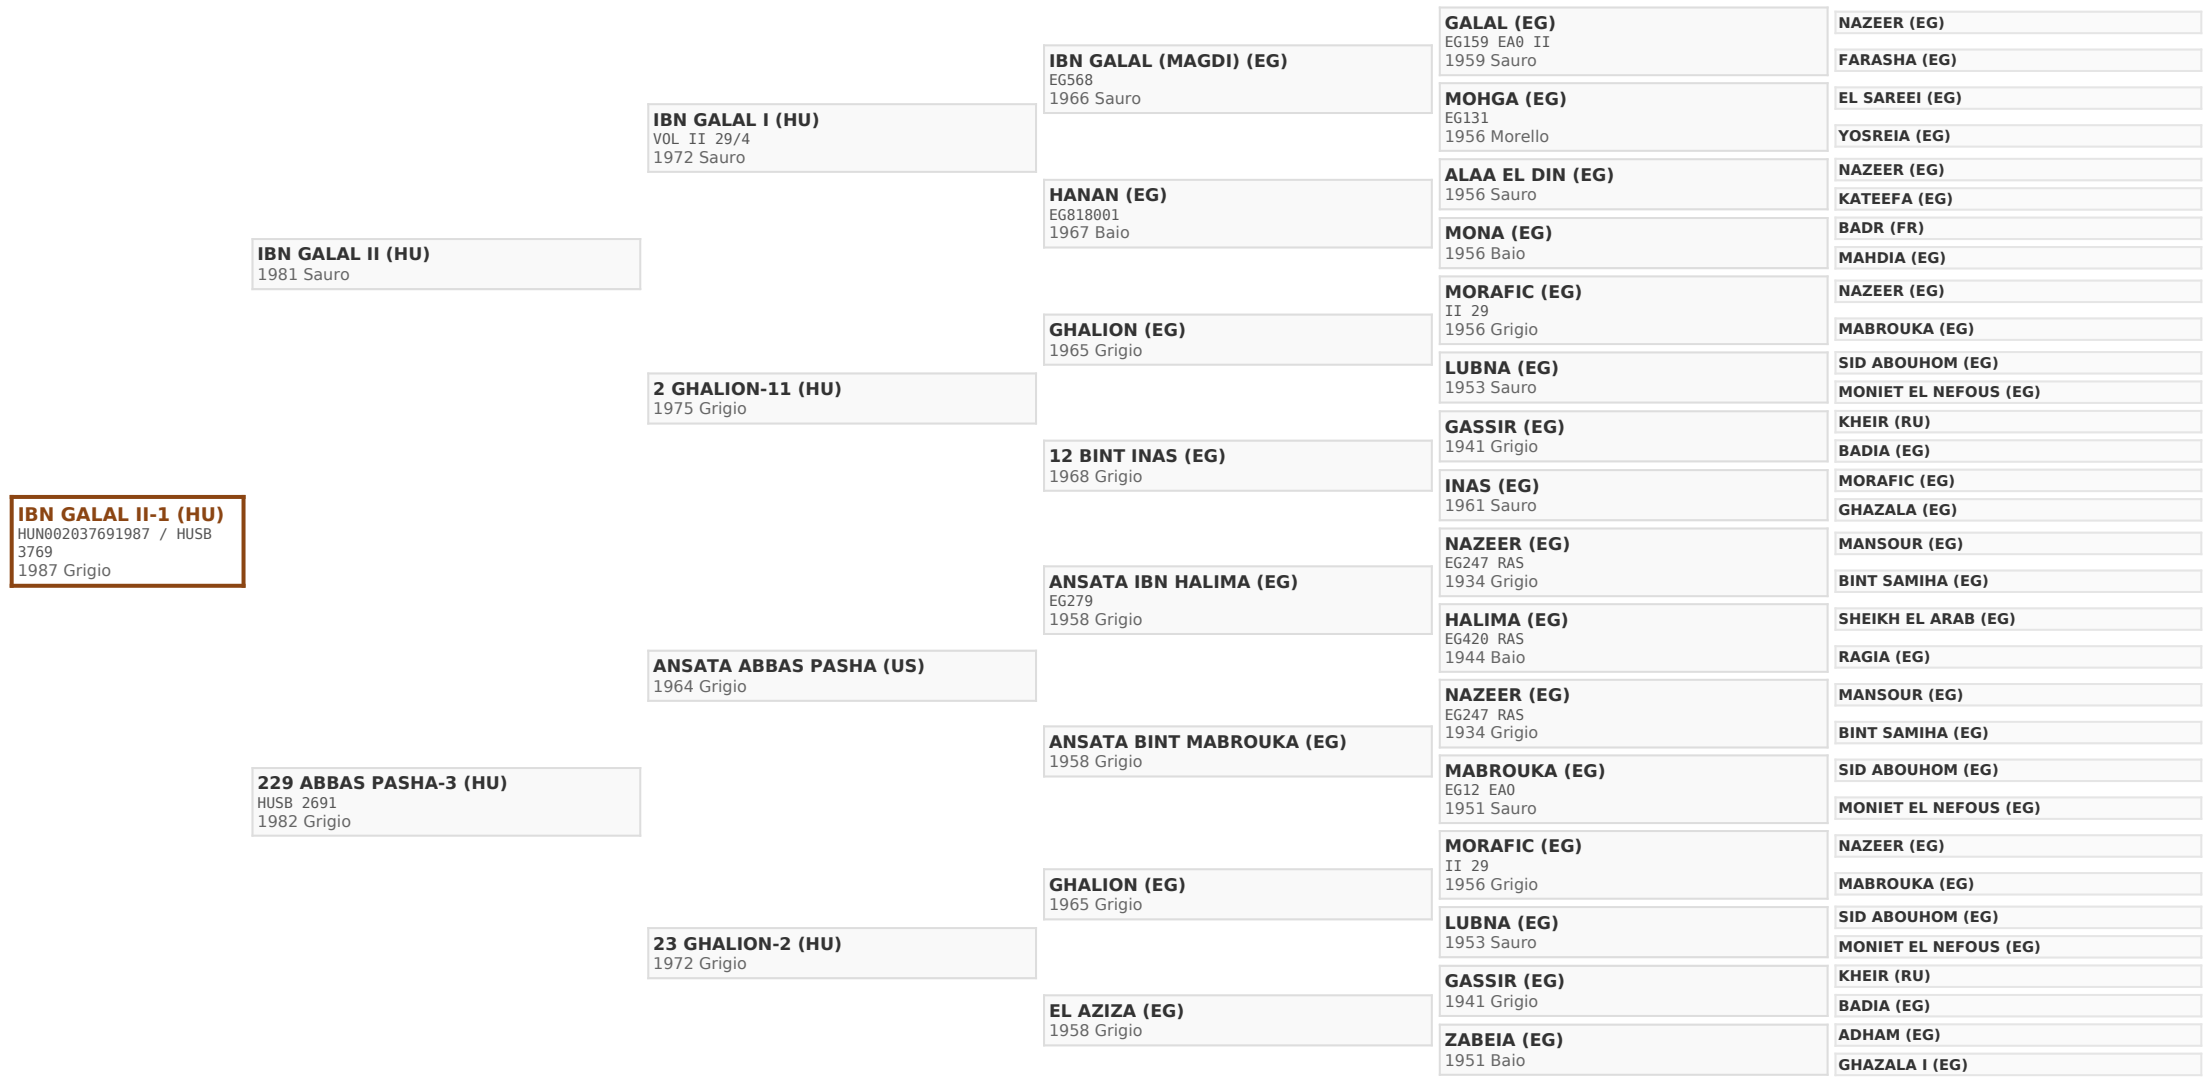 IBN GALAL II-1 (HU)
HUN002037691987 / HUSB
3769
1987 Grigio
IBN GALAL II (HU)
1981 Sauro
229 ABBAS PASHA-3 (HU)
HUSB 2691
1982 Grigio
IBN GALAL I (HU)
VOL II 29/4
1972 Sauro
2 GHALION-11 (HU)
1975 Grigio
ANSATA ABBAS PASHA (US)
1964 Grigio
23 GHALION-2 (HU)
1972 Grigio
IBN GALAL (MAGDI) (EG)
EG568
1966 Sauro
HANAN (EG)
EG818001
1967 Baio
GHALION (EG)
1965 Grigio
12 BINT INAS (EG)
1968 Grigio
ANSATA IBN HALIMA (EG)
EG279
1958 Grigio
ANSATA BINT MABROUKA (EG)
1958 Grigio
GHALION (EG)
1965 Grigio
EL AZIZA (EG)
1958 Grigio
GALAL (EG)
EG159 EA0 II
1959 Sauro
MOHGA (EG)
EG131
1956 Morello
ALAA EL DIN (EG)
1956 Sauro
MONA (EG)
1956 Baio
MORAFIC (EG)
II 29
1956 Grigio
LUBNA (EG)
1953 Sauro
GASSIR (EG)
1941 Grigio
INAS (EG)
1961 Sauro
NAZEER (EG)
EG247 RAS
1934 Grigio
HALIMA (EG)
EG420 RAS
1944 Baio
NAZEER (EG)
EG247 RAS
1934 Grigio
MABROUKA (EG)
EG12 EAO
1951 Sauro
MORAFIC (EG)
II 29
1956 Grigio
LUBNA (EG)
1953 Sauro
GASSIR (EG)
1941 Grigio
ZABEIA (EG)
1951 Baio
NAZEER (EG)
FARASHA (EG)
EL SAREEI (EG)
YOSREIA (EG)
NAZEER (EG)
KATEEFA (EG)
BADR (FR)
MAHDIA (EG)
NAZEER (EG)
MABROUKA (EG)
SID ABOUHOM (EG)
MONIET EL NEFOUS (EG)
KHEIR (RU)
BADIA (EG)
MORAFIC (EG)
GHAZALA (EG)
MANSOUR (EG)
BINT SAMIHA (EG)
SHEIKH EL ARAB (EG)
RAGIA (EG)
MANSOUR (EG)
BINT SAMIHA (EG)
SID ABOUHOM (EG)
MONIET EL NEFOUS (EG)
NAZEER (EG)
MABROUKA (EG)
SID ABOUHOM (EG)
MONIET EL NEFOUS (EG)
KHEIR (RU)
BADIA (EG)
ADHAM (EG)
GHAZALA I (EG)